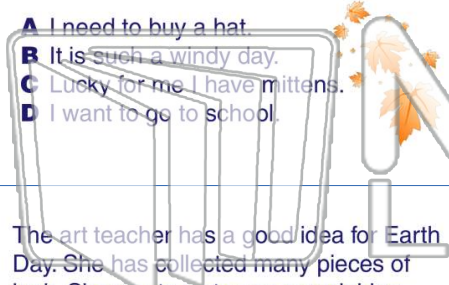 A I need to buy a hat.
B It is such a windy day.
C Lucky for me I have mittens.
D I want to go to school.
The art teacher has a good idea for Earth
Day. She has collected many pieces of